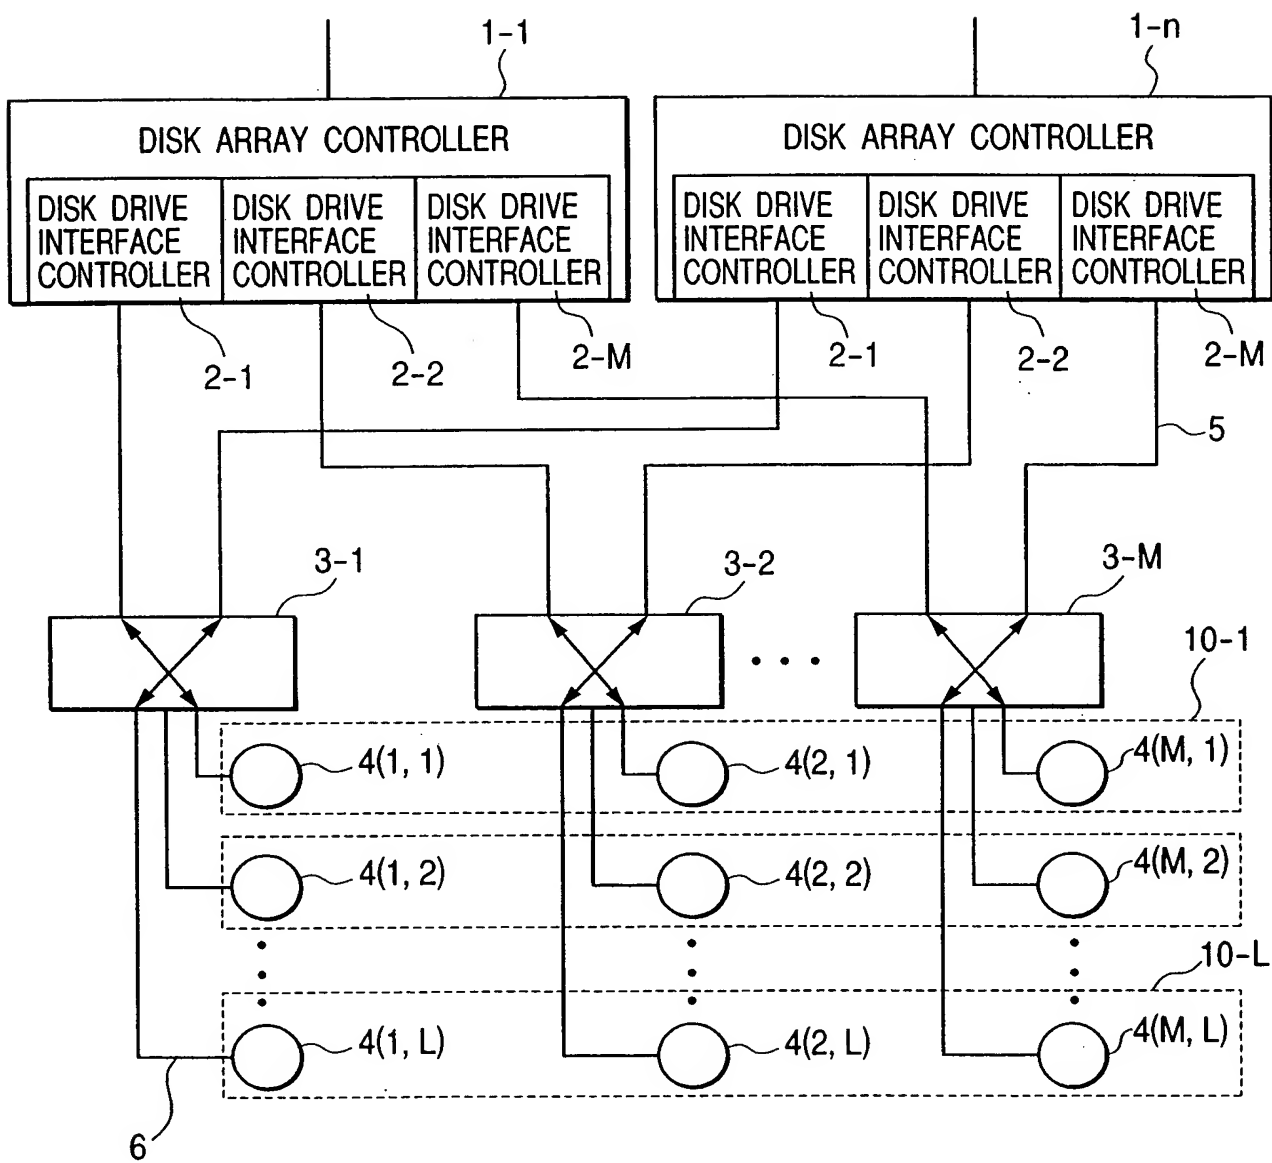 1-1
1-n
DISK ARRAY CONTROLLER
DISK ARRAY CONTROLLER
DISK DRIVE
INTERFACE
CONTROLLER
DISK DRIVE
INTERFACE
CONTROLLER
DISK DRIVE
INTERFACE
CONTROLLER
DISK DRIVE
INTERFACE
CONTROLLER
DISK DRIVE
INTERFACE
CONTROLLER
DISK DRIVE
INTERFACE
CONTROLLER
2-1
2-2
2-M
2-1
2-2
2-M
5
3-1
3-2
3-M
10-1
4(1, 1)
4(2, 1)
4(M, 1)
4(1, 2)
4(2, 2)
4(M, 2)
10-L
4(1, L)
4(2, L)
4(M, L)
6